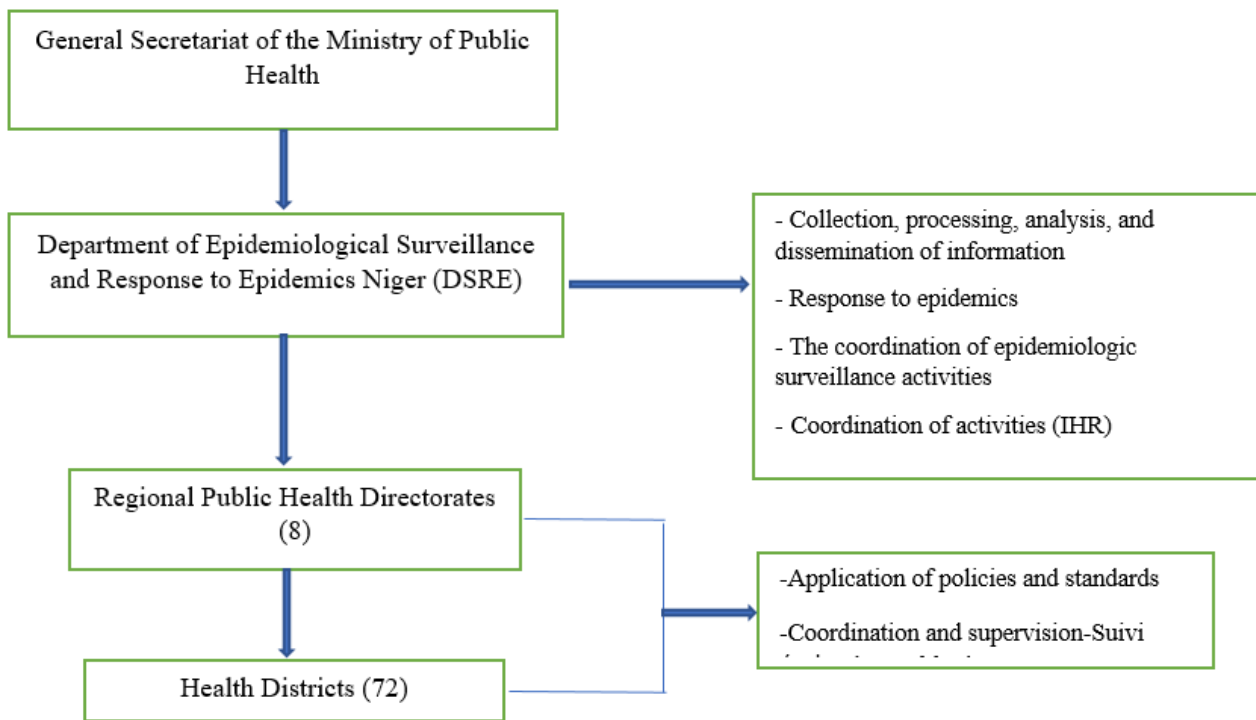 General Secretariat of the Ministry of Public
Health
Department of Epidemiological Surveillance
and Response to Epidemics Niger (DSRE)
- Collection, processing, analysis, and
dissemination of information
- Response to epidemics
- The coordination of epidemiologic
surveillance activities
- Coordination of activities (IHR)
Regional Public Health Directorates
(8)
-Application of policies and standards
-Coordination and supervision-Suivi
Health Districts (72)